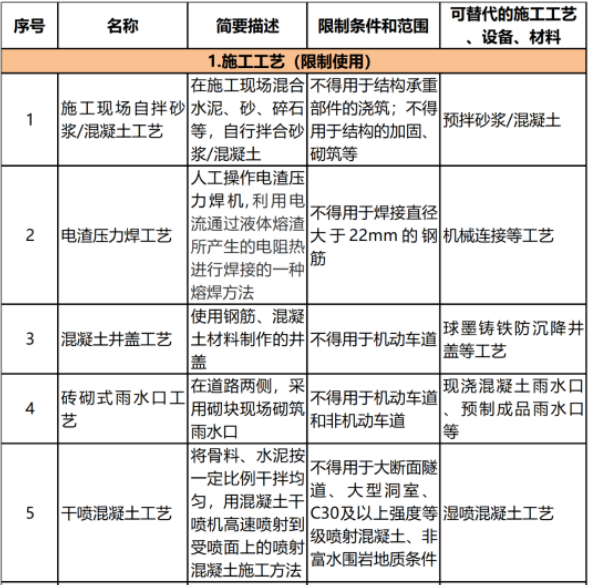 序号
名称
简要描述
限制条件和范围
可替代的施工工艺
、设备、材料
1.施工工艺（限制使用）
1
施工现场自拌砂
浆/混凝土工艺
在施工现场混合
水泥、砂、碎石
等，自行拌合砂
浆/混凝土
不得用于结构承重
部件的浇筑；不得
用于结构的加固、
砌筑等
预拌砂浆/混凝土
2
电渣压力焊工艺
人工操作电渣压
力焊机,利用电
流通过液体熔渣
所产生的电阻热
进行焊接的一种
熔焊方法
不得用于焊接直径
大于22mm的钢
筋
机械连接等工艺
3
混凝土井盖工艺
使用钢筋、混凝
土材料制作的井
盖
不得用于机动车道
球墨铸铁防沉降井
盖等工艺
4
砖砌式雨水口工
艺
在道路两侧，采
用砌块现场砌筑
雨水口
不得用于机动车道
和非机动车道
现浇混凝土雨水口
、预制成品雨水口
等
5
干喷混凝土工艺
将骨料、水泥按
一定比例干拌均
匀，用混凝土干
喷机高速喷射到
受喷面上的喷射
混凝土施工方法
不得用于大断面隧
道、大型洞室、
C30及以上强度等
级喷射混凝土、非
富水围岩地质条件
湿喷混凝土工艺